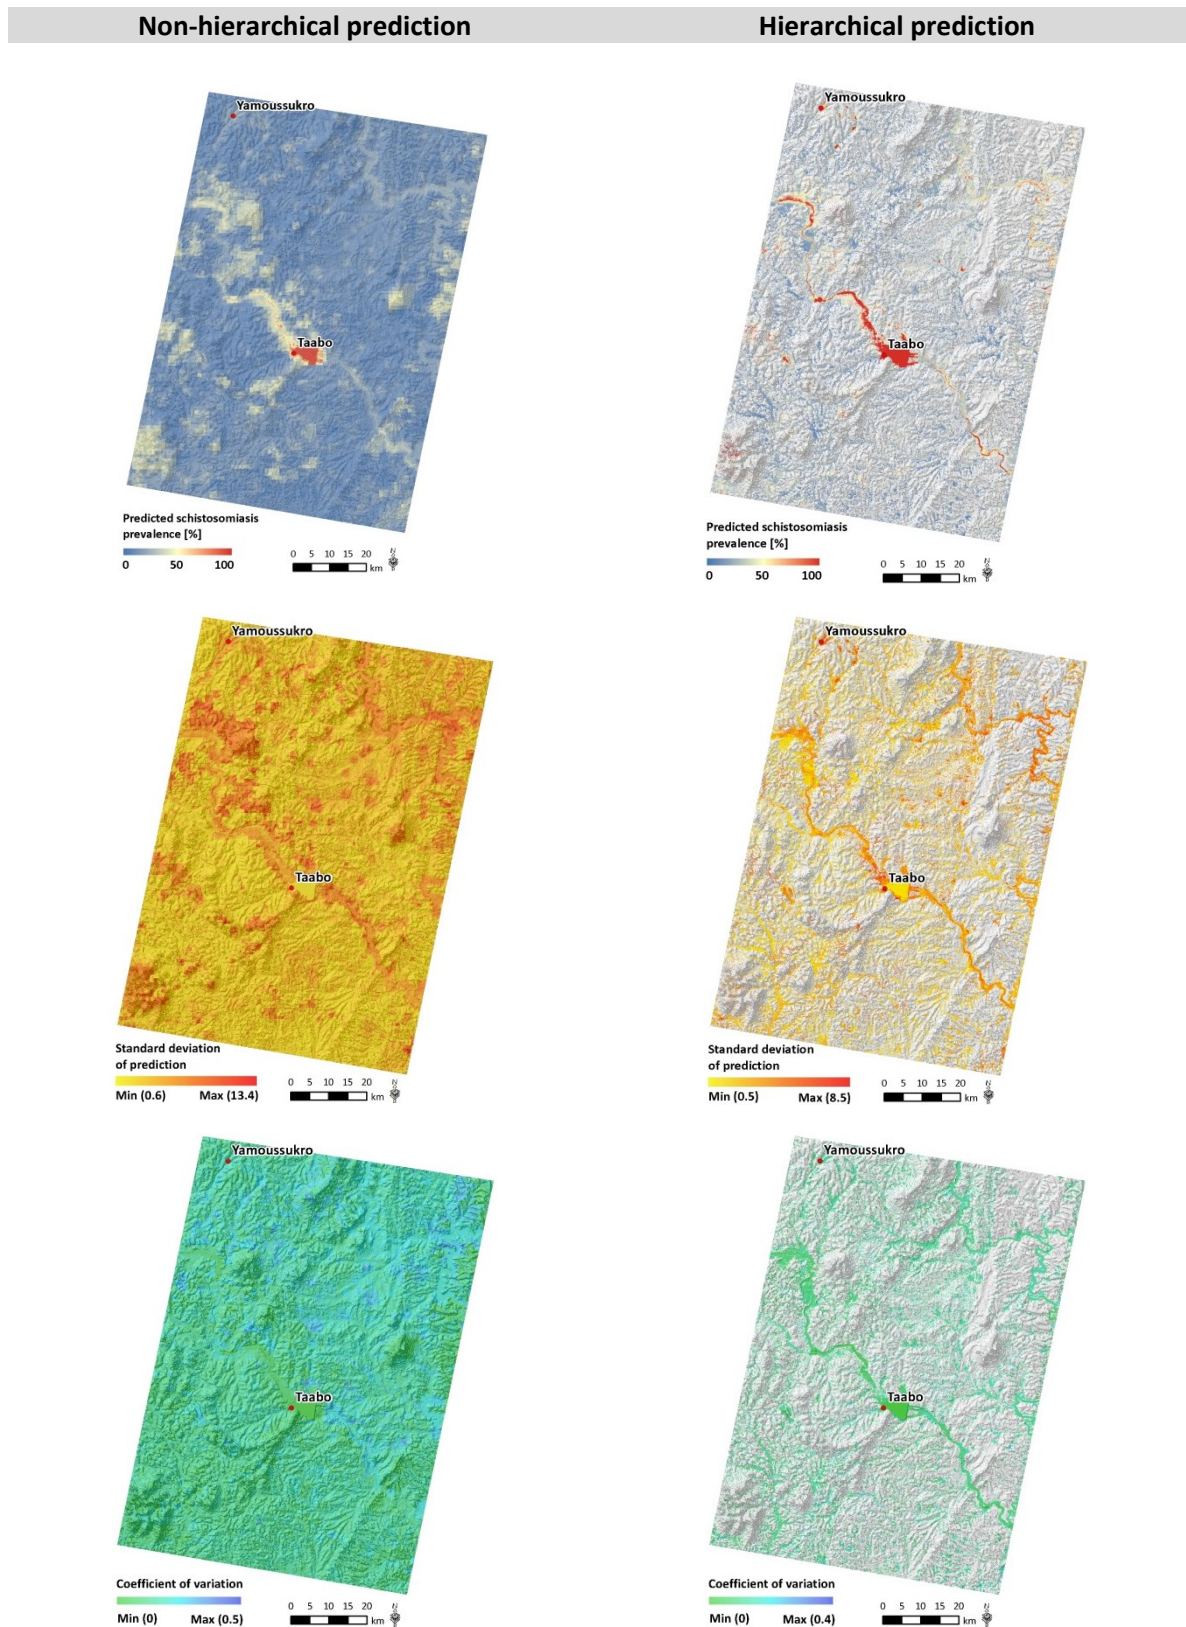 Non-hierarchical prediction
Hierarchical prediction
Yamoussukro
Taabo
Predicted schistosomiasis
prevalence [%]
0 50 100
0 5 10 15 20
km
N
Yamoussukro
Taabo
Predicted schistosomiasis
prevalence [%]
0 50 100
0 5 10 15 20
km
N
Yamoussukro
Taabo
Standard deviation
of prediction
Min (0.6) Max (13.4)
0 5 10 15 20
km
N
Yamoussukro
Taabo
Standard deviation
of prediction
Min (0.5) Max (8.5)
0 5 10 15 20
km
N
Yamoussukro
Taabo
Coefficient of variation
Min (0) Max (0.5)
0 5 10 15 20
km
N
Yamoussukro
Taabo
Coefficient of variation
Min (0) Max (0.4)
0 5 10 15 20
km
N